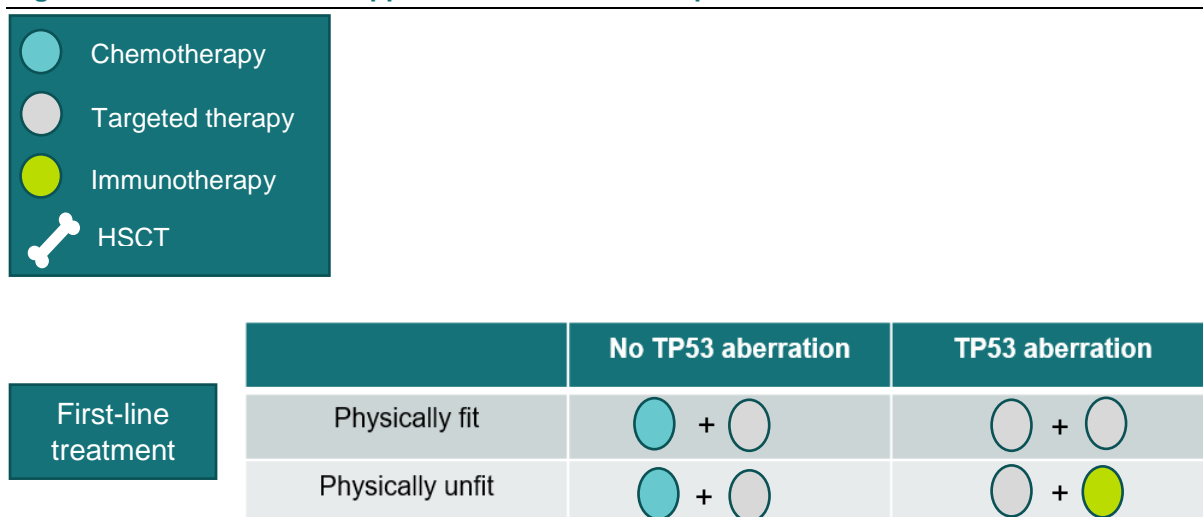 Chemotherapy
Targeted therapy
Immunotherapy
HSCT
No TP53 aberration TP53 aberration
First-line
treatment
Physically fit + +
Physically unfit + +